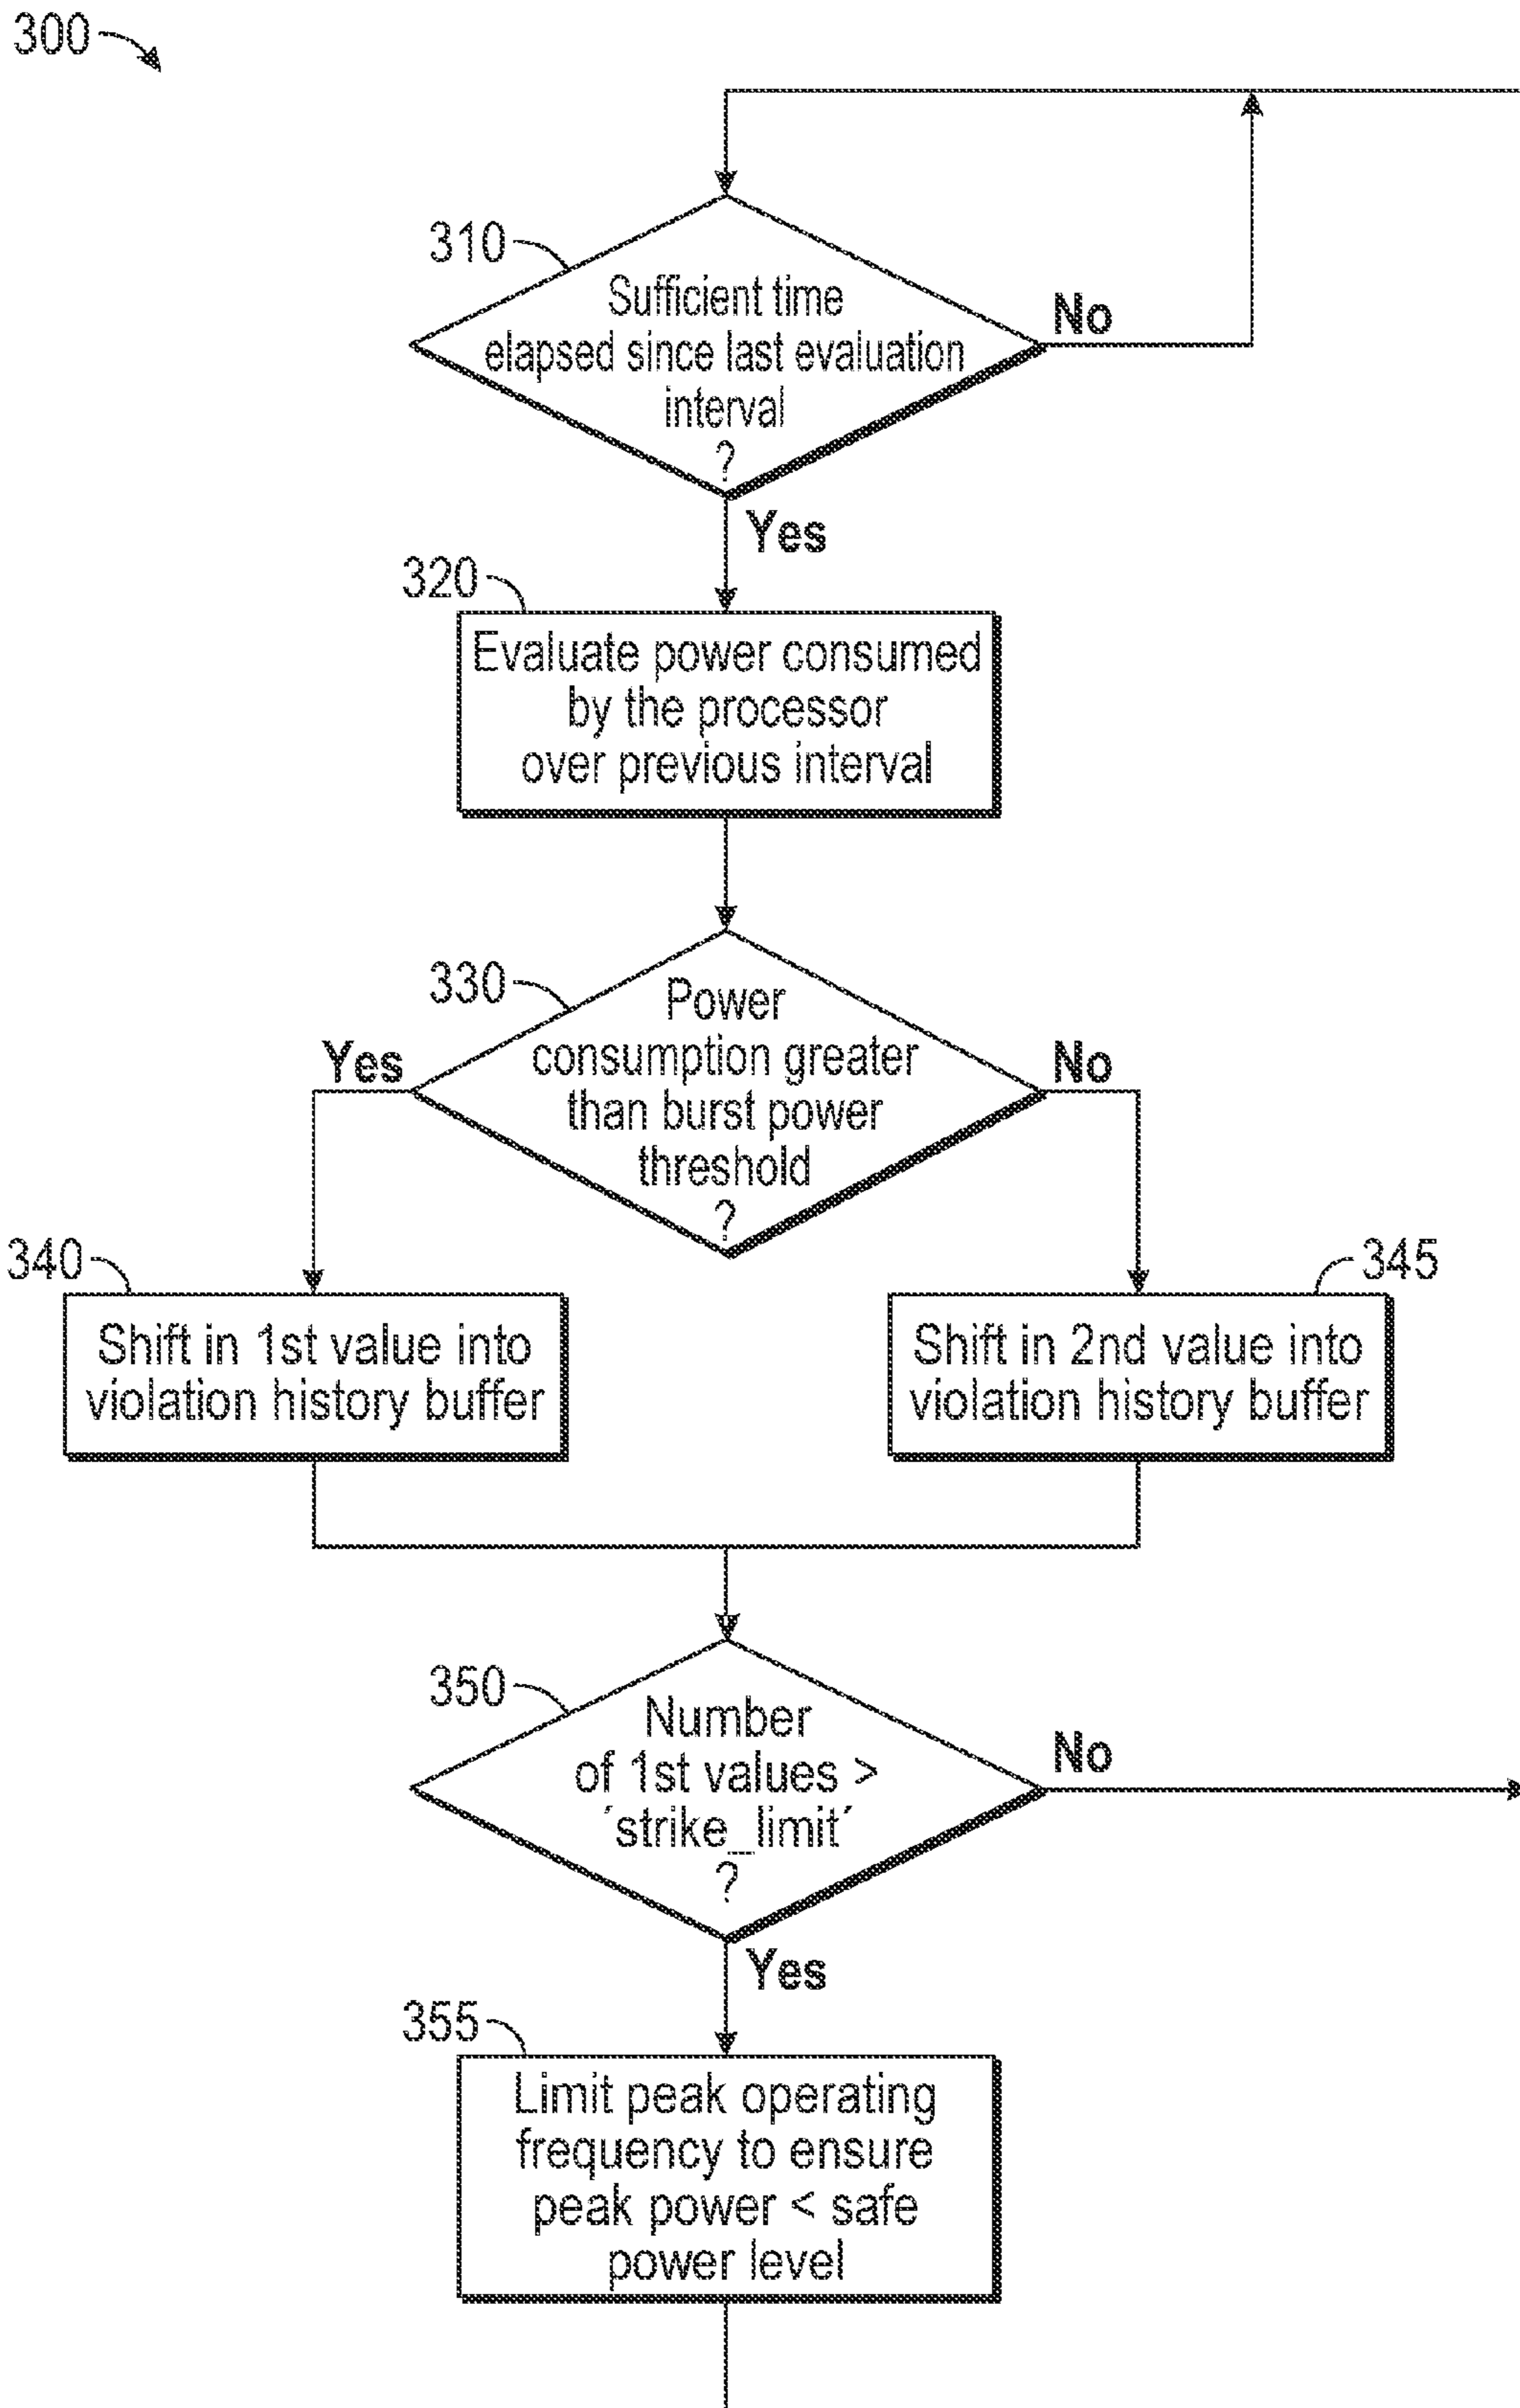 300
310
Sufficient time
elapsed since last evaluation
interval
?
No
Yes
320
Evaluate power consumed
by the processor
over previous interval
330
Power
consumption greater
than burst power
threshold
?
Yes
No
340
Shift in 1st value into
violation history buffer
345
Shift in 2nd value into
violation history buffer
350
Number
of 1st values >
´strike_limit´
?
No
Yes
355
Limit peak operating
frequency to ensure
peak power < safe
power level